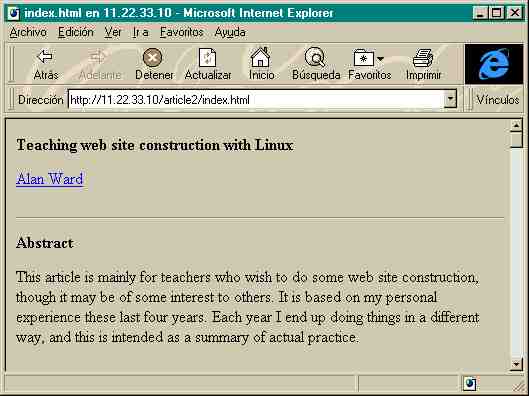 index.html en 11.22.33.10 - Microsoft Internet Explorer
Archivo Edición Ver Ir a Favoritos Ayuda
Atrás Adelante Detener Actualizar Inicio Búsqueda Favoritos Imprimir
Dirección http://11.22.33.10/article2/index.html Vínculos
Teaching web site construction with Linux
Alan Ward
Abstract
This article is mainly for teachers who wish to do some web site construction,
though it may be of some interest to others. It is based on my personal
experience these last four years. Each year I end up doing things in a different
way, and this is intended as a summary of actual practice.